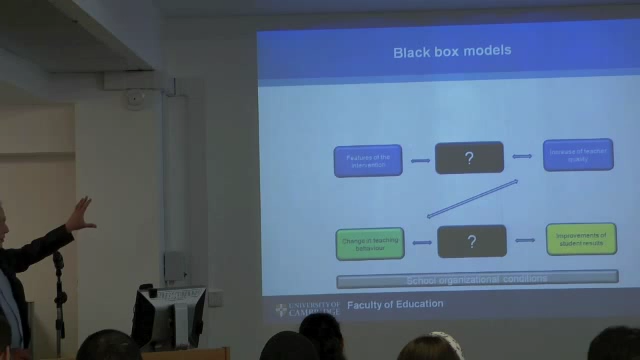 Black box models
Features of the
intervention
?
Increase of teacher
quality
Change in teaching
behaviour
?
Improvements of
student results
School organizational conditions
UNIVERSITY OF
CAMBRIDGE
Faculty of Education